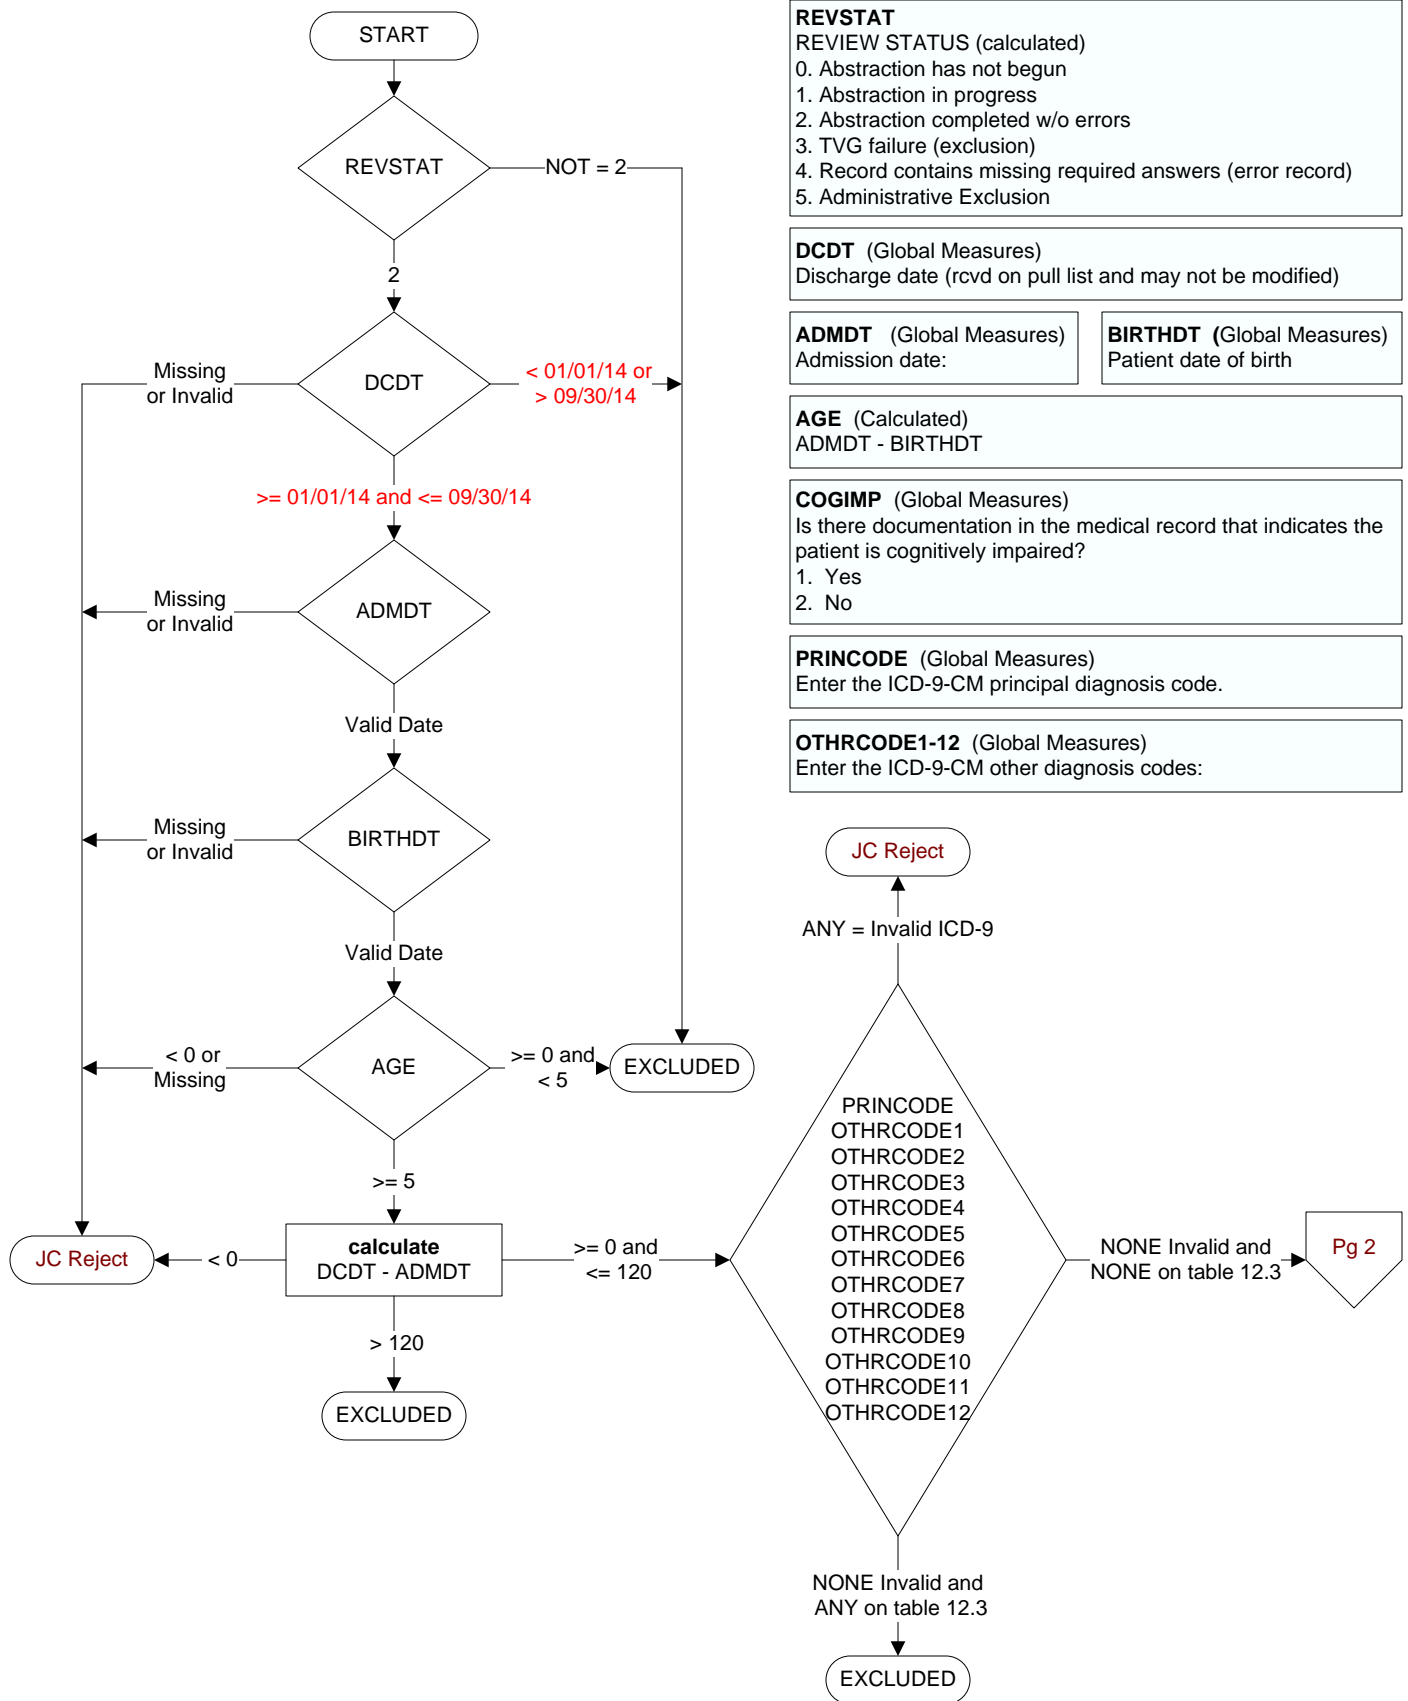 START
REVSTAT
NOT = 2
2
DCDT
Missing
or Invalid
< 01/01/14 or
> 09/30/14
>= 01/01/14 and <= 09/30/14
ADMDT
Missing
or Invalid
Valid Date
BIRTHDT
Missing
or Invalid
Valid Date
AGE
< 0 or
Missing
>= 0 and
< 5
EXCLUDED
>= 5
calculate
DCDT - ADMDT
< 0
JC Reject
>= 0 and
<= 120
> 120
EXCLUDED
REVSTAT
REVIEW STATUS (calculated)
0. Abstraction has not begun
1. Abstraction in progress
2. Abstraction completed w/o errors
3. TVG failure (exclusion)
4. Record contains missing required answers (error record)
5. Administrative Exclusion
DCDT (Global Measures)
Discharge date (rcvd on pull list and may not be modified)
ADMDT (Global Measures)
Admission date:
BIRTHDT (Global Measures)
Patient date of birth
AGE (Calculated)
ADMDT - BIRTHDT
COGIMP (Global Measures)
Is there documentation in the medical record that indicates the
patient is cognitively impaired?
1. Yes
2. No
PRINCODE (Global Measures)
Enter the ICD-9-CM principal diagnosis code.
OTHRCODE1-12 (Global Measures)
Enter the ICD-9-CM other diagnosis codes:
JC Reject
ANY = Invalid ICD-9
PRINCODE
OTHRCODE1
OTHRCODE2
OTHRCODE3
OTHRCODE4
OTHRCODE5
OTHRCODE6
OTHRCODE7
OTHRCODE8
OTHRCODE9
OTHRCODE10
OTHRCODE11
OTHRCODE12
NONE Invalid and
NONE on table 12.3
Pg 2
NONE Invalid and
ANY on table 12.3
EXCLUDED